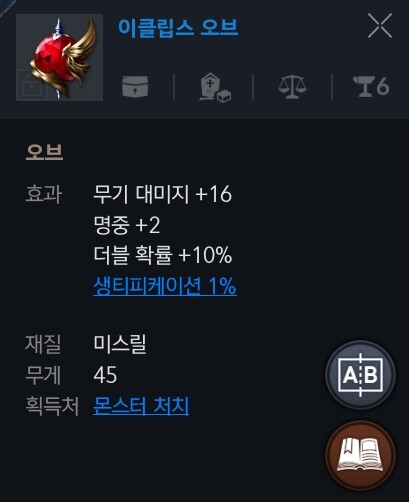 이클립스 오브
6
오브
효과 무기 대미지 +16
명중 +2
더블 확률 +10%
생티피케이션 1%
재질 미스릴
무게 45
획득처 몬스터 처치
A B